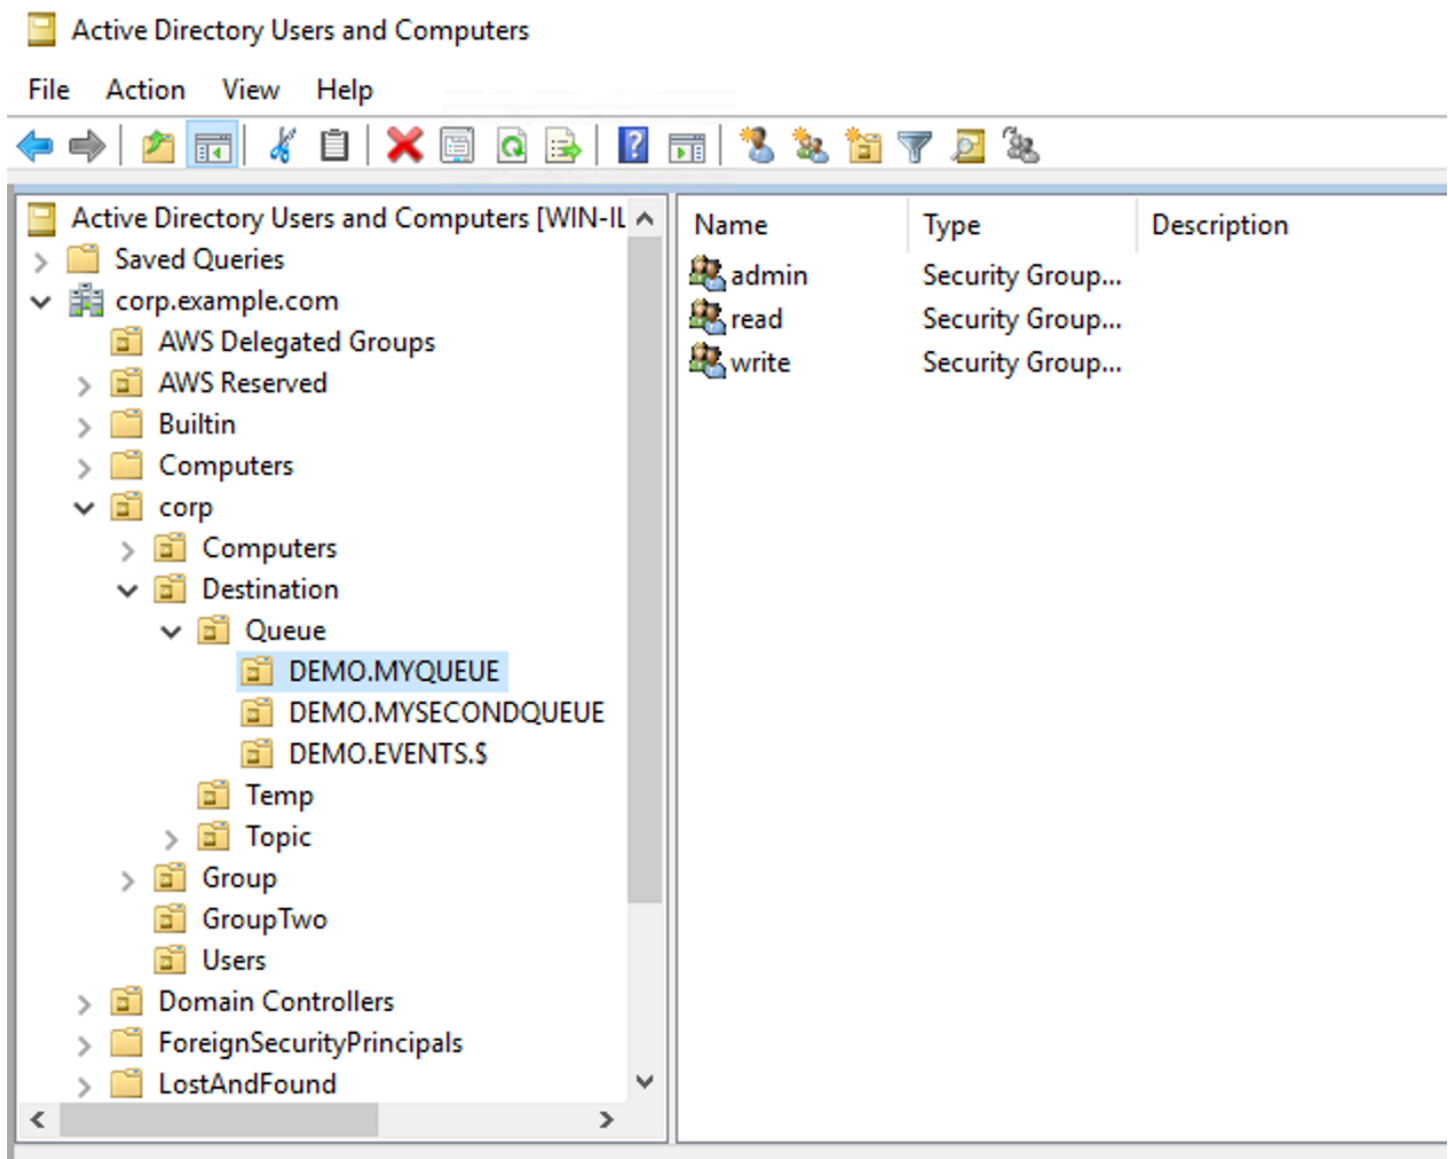 Active Directory Users and Computers
File Action View Help
Active Directory Users and Computers [WIN-IL
Saved Queries
corp.example.com
AWS Delegated Groups
AWS Reserved
Builtin
Computers
corp
Computers
Destination
Queue
DEMO.MYQUEUE
DEMO.MYSECONDQUEUE
DEMO.EVENTS.$
Temp
Topic
Group
GroupTwo
Users
Domain Controllers
ForeignSecurityPrincipals
LostAndFound
Name Type Description
admin Security Group...
read Security Group...
write Security Group...